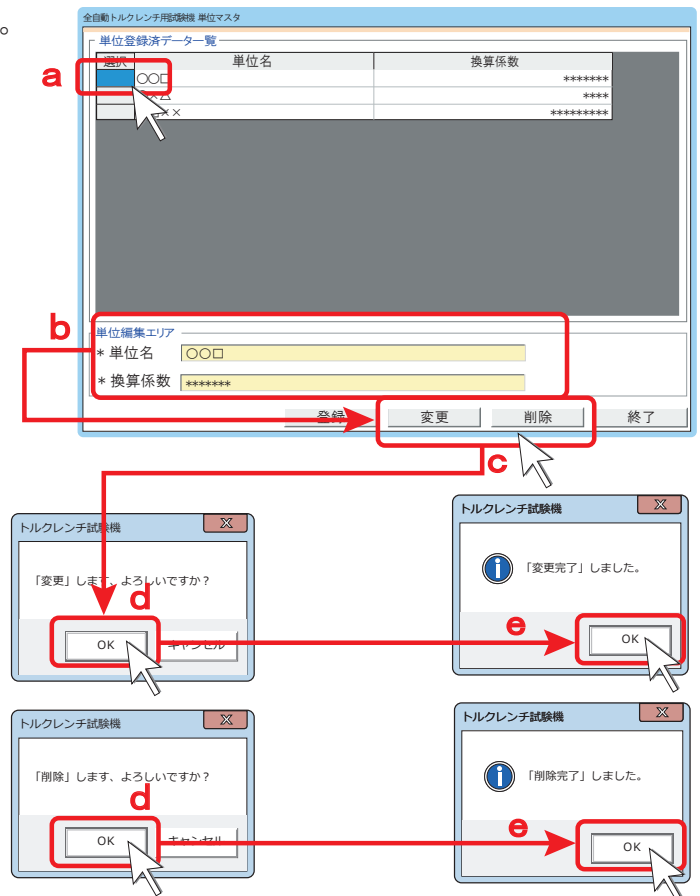 。
全自動トルクレンチ用試験機 単位マスタ
単位登録済データ一覧
選択 単位名 換算係数
a
○○□ *******
○×△ ****
×× *********
b
単位編集エリア
* 単位名 ○○□
* 換算係数 *******
登録 変更 削除 終了
c
トルクレンチ試験機
「変更」します、よろしいですか？
d
OK キャンセル
トルクレンチ試験機
「変更完了」しました。
e
OK
トルクレンチ試験機
「削除」します、よろしいですか？
d
OK キャンセル
トルクレンチ試験機
「削除完了」しました。
e
OK